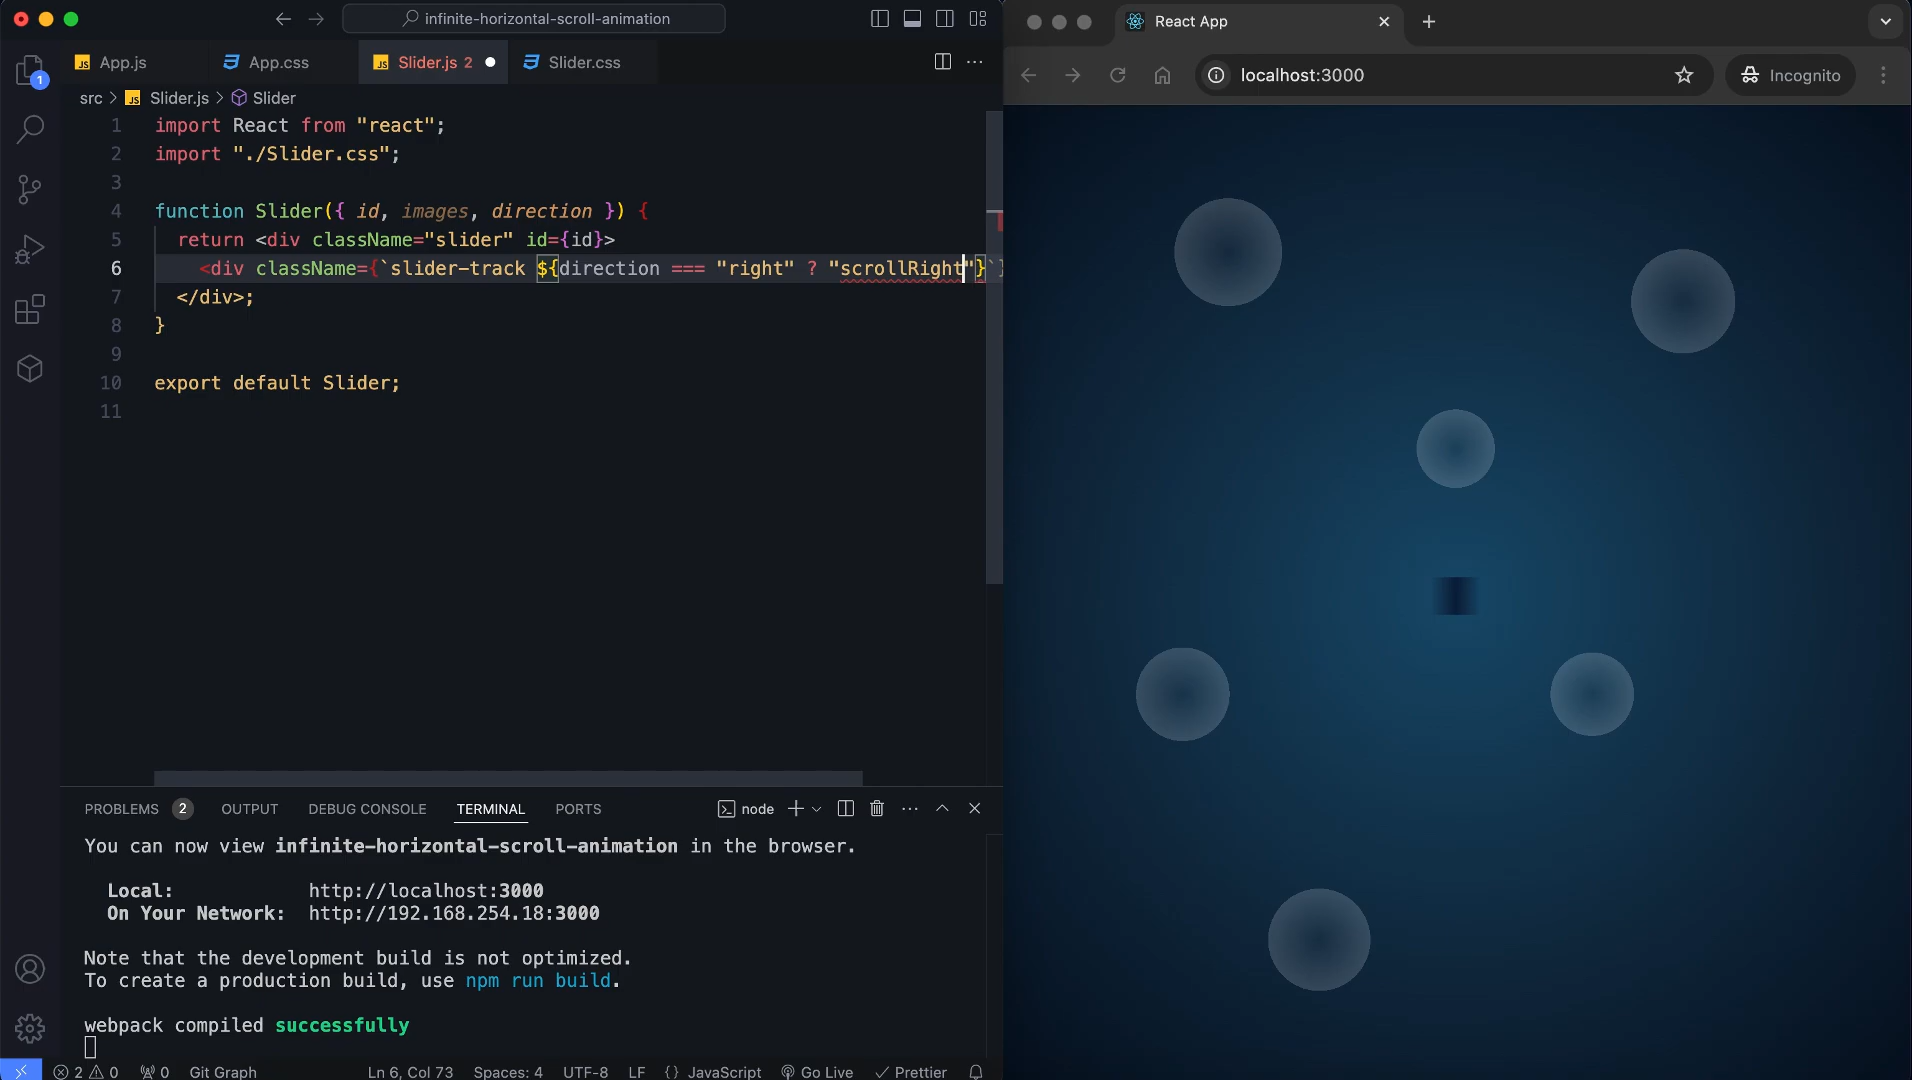 infinite-horizontal-scroll-animation
App.js
App.css
Slider.js 2
Slider.css
src > Slider.js > Slider
1 import React from "react";
2 import "./Slider.css";
3
4 function Slider({ id, images, direction }) {
5 return <div className="slider" id={id}>
6 <div className={`slider-track ${direction === "right" ? "scrollRight"}`}
7 </div>;
8 }
9
10 export default Slider;
11
PROBLEMS 2
OUTPUT
DEBUG CONSOLE
TERMINAL
PORTS
node
You can now view infinite-horizontal-scroll-animation in the browser.
Local: http://localhost:3000
On Your Network: http://192.168.254.18:3000
Note that the development build is not optimized.
To create a production build, use npm run build.
webpack compiled successfully
1
2 0
0
Git Graph
Ln 6, Col 73
Spaces: 4
UTF-8
LF
{} JavaScript
Go Live
Prettier
React App
localhost:3000
Incognito